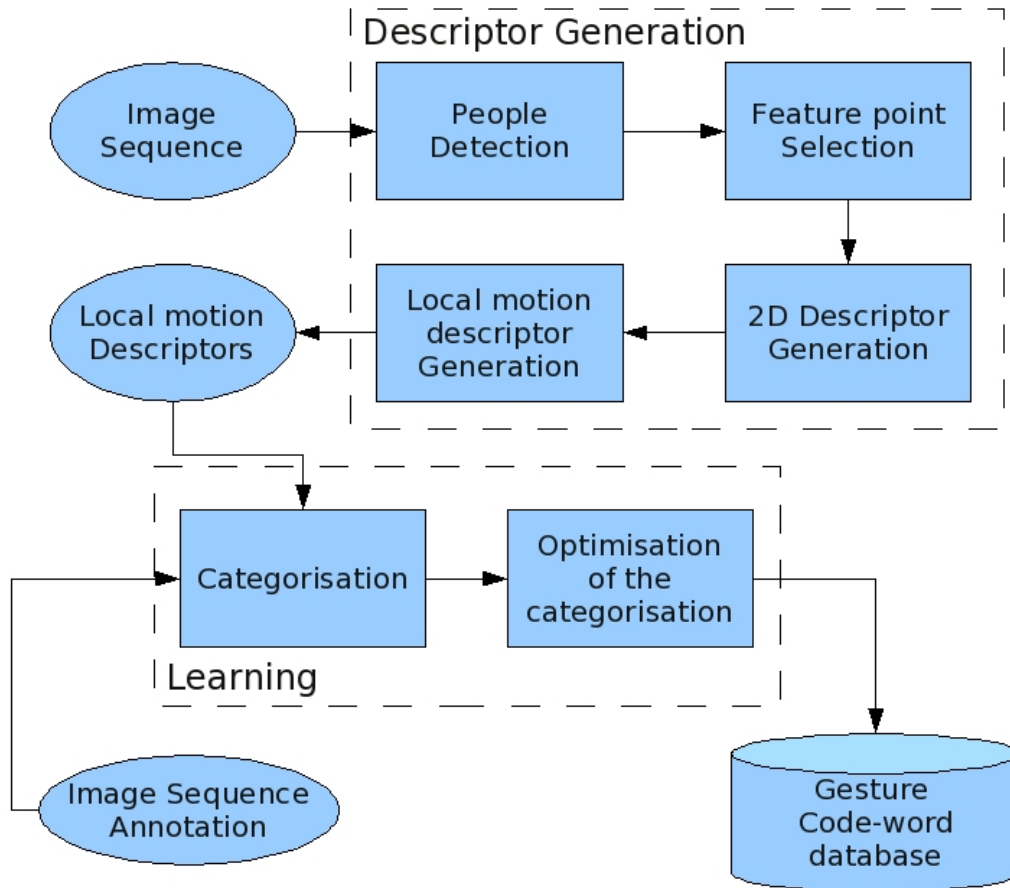 Descriptor Generation
Image
Sequence
People
Detection
Feature point
Selection
Local motion
Descriptors
Local motion
descriptor
Generation
2D Descriptor
Generation
Categorisation
Optimisation
of the
categorisation
Learning
Image Sequence
Annotation
Gesture
Code-word
database